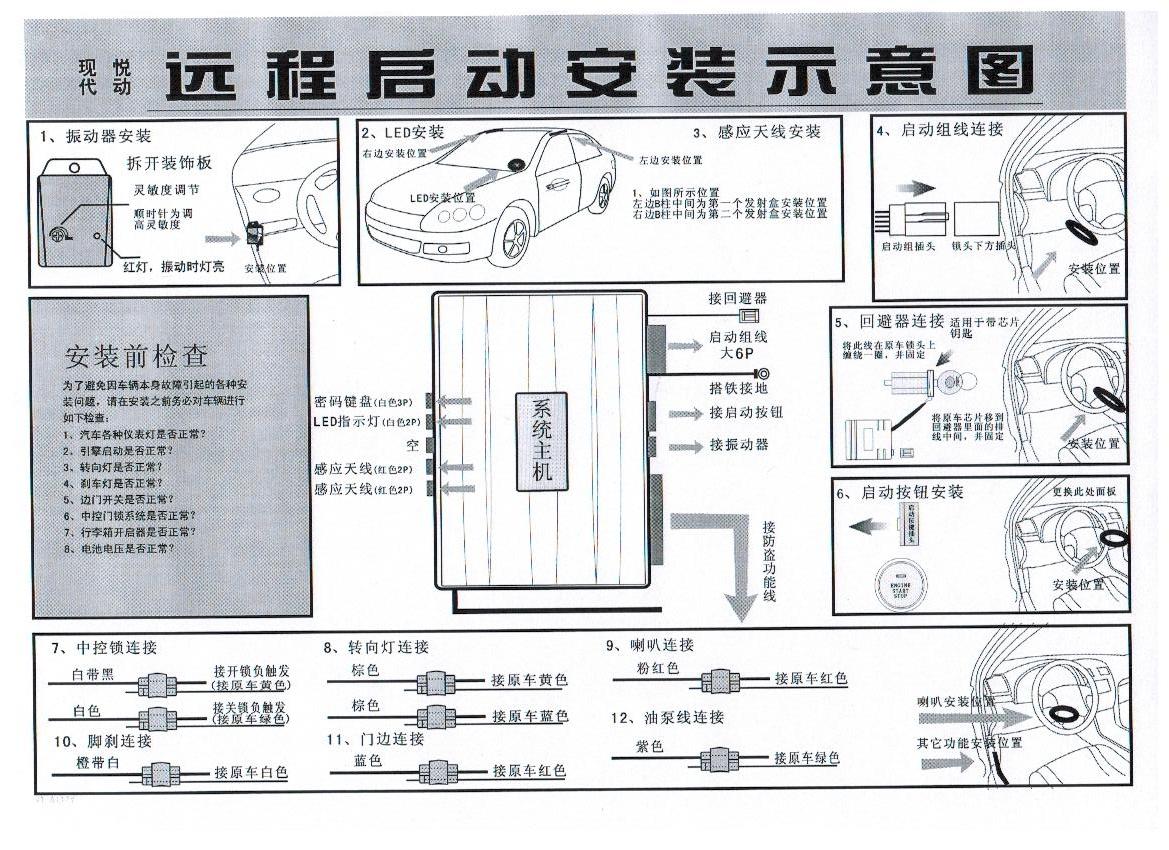 现代
悦动
远程启动安装示意图
1、振动器安装
拆开装饰板
灵敏度调节
顺时针为调
高灵敏度
红灯，振动时灯亮
安装位置
2、LED安装
右边安装位置
LED安装位置
3、感应天线安装
左边安装位置
1、如图所示位置
左边B柱中间为第一个发射盒安装位置
右边B柱中间为第二个发射盒安装位置
4、启动组线连接
启动组插头
锁头下方插头
安装位置
安装前检查
为了避免因车辆本身故障引起的各种安
装问题，请在安装之前务必对车辆进行
如下检查：
1、汽车各种仪表灯是否正常？
2、引擎启动是否正常？
3、转向灯是否正常？
4、刹车灯是否正常？
5、边门开关是否正常？
6、中控门锁系统是否正常？
7、行李箱开启器是否正常？
8、电池电压是否正常？
密码键盘(白色3P)
LED指示灯(白色2P)
空
感应天线(红色2P)
感应天线(红色2P)
系统主机
接回避器
启动组线
大6P
搭铁接地
接启动按钮
接振动器
接防盗功能线
5、回避器连接
适用于带芯片
钥匙
将此线在原车锁头上
缠绕一圈，并固定
将原车芯片移到
回避器里面的排
线中间，并固定
安装位置
6、启动按钮安装
更换此处面板
启动按键插头
ENGINE
START
STOP
安装位置
7、中控锁连接
白带黑
接开锁负触发
(接原车黄色)
白色
接关锁负触发
(接原车绿色)
8、转向灯连接
棕色
接原车黄色
棕色
接原车蓝色
9、喇叭连接
粉红色
接原车红色
10、脚刹连接
橙带白
接原车白色
11、门边连接
蓝色
接原车红色
12、油泵线连接
紫色
接原车绿色
喇叭安装位置
其它功能安装位置